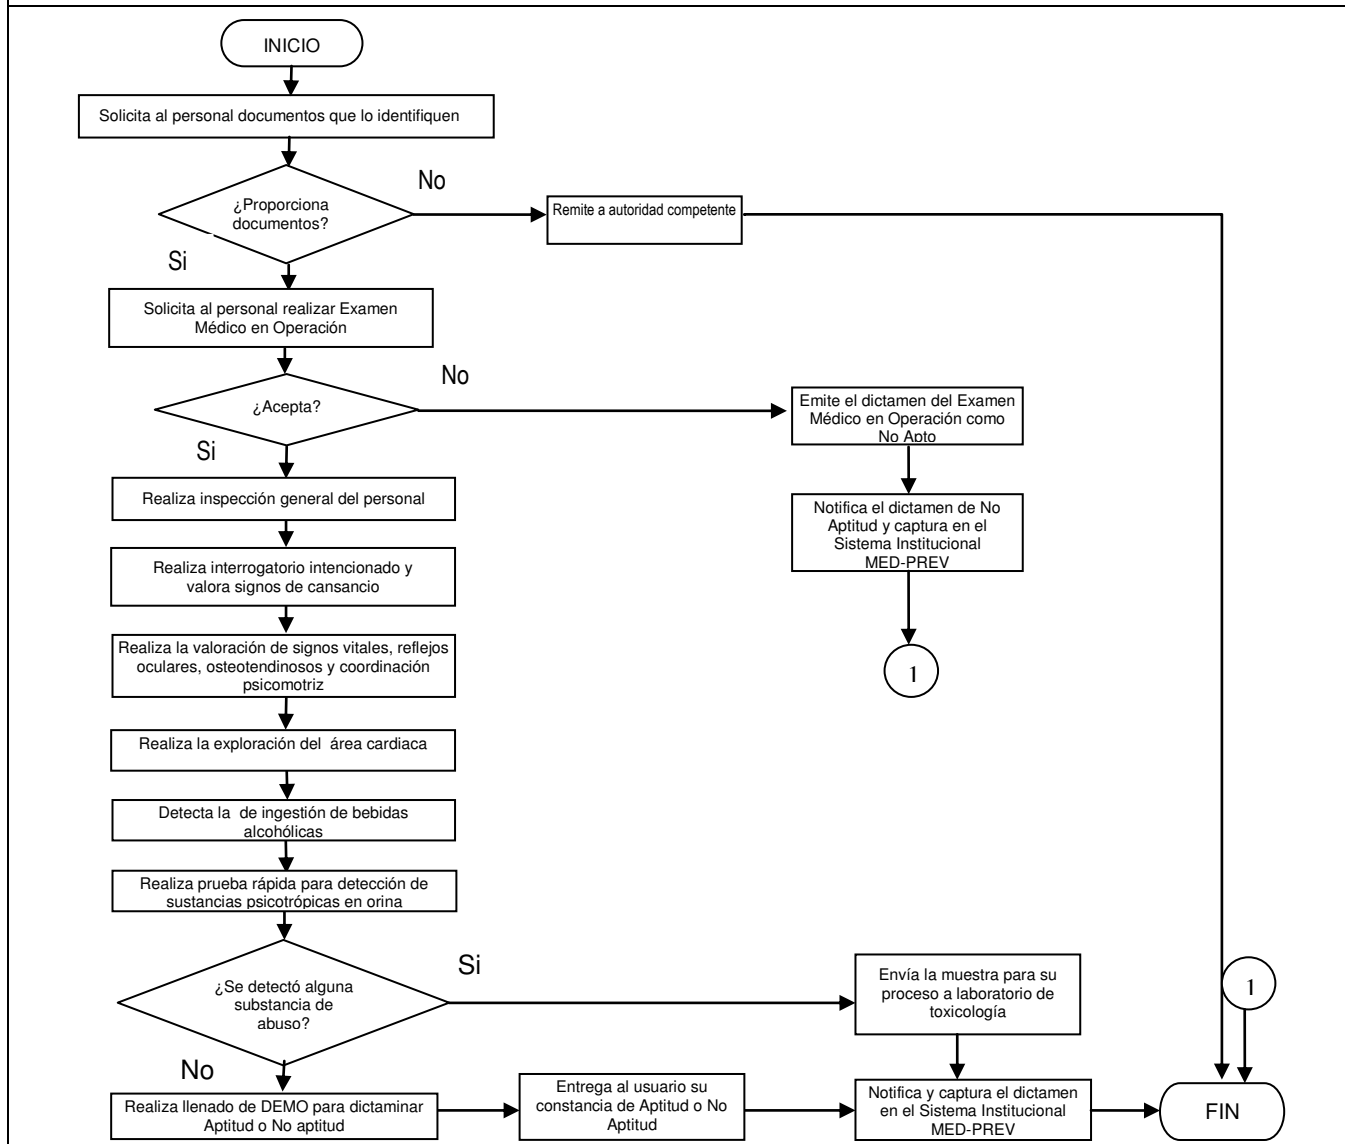 INICIO
Solicita al personal documentos que lo identifiquen
¿Proporciona
documentos?
No
Remite a autoridad competente
Si
Solicita al personal realizar Examen
Médico en Operación
¿Acepta?
No
Emite el dictamen del Examen
Médico en Operación como
No Apto
Notifica el dictamen de No
Aptitud y captura en el
Sistema Institucional
MED-PREV
1
Si
Realiza inspección general del personal
Realiza interrogatorio intencionado y
valora signos de cansancio
Realiza la valoración de signos vitales, reflejos
oculares, osteotendinosos y coordinación
psicomotriz
Realiza la exploración del área cardiaca
Detecta la de ingestión de bebidas
alcohólicas
Realiza prueba rápida para detección de
sustancias psicotrópicas en orina
¿Se detectó alguna
substancia de
abuso?
Si
Envía la muestra para su
proceso a laboratorio de
toxicología
1
No
Realiza llenado de DEMO para dictaminar
Aptitud o No aptitud
Entrega al usuario su
constancia de Aptitud o No
Aptitud
Notifica y captura el dictamen
en el Sistema Institucional
MED-PREV
FIN